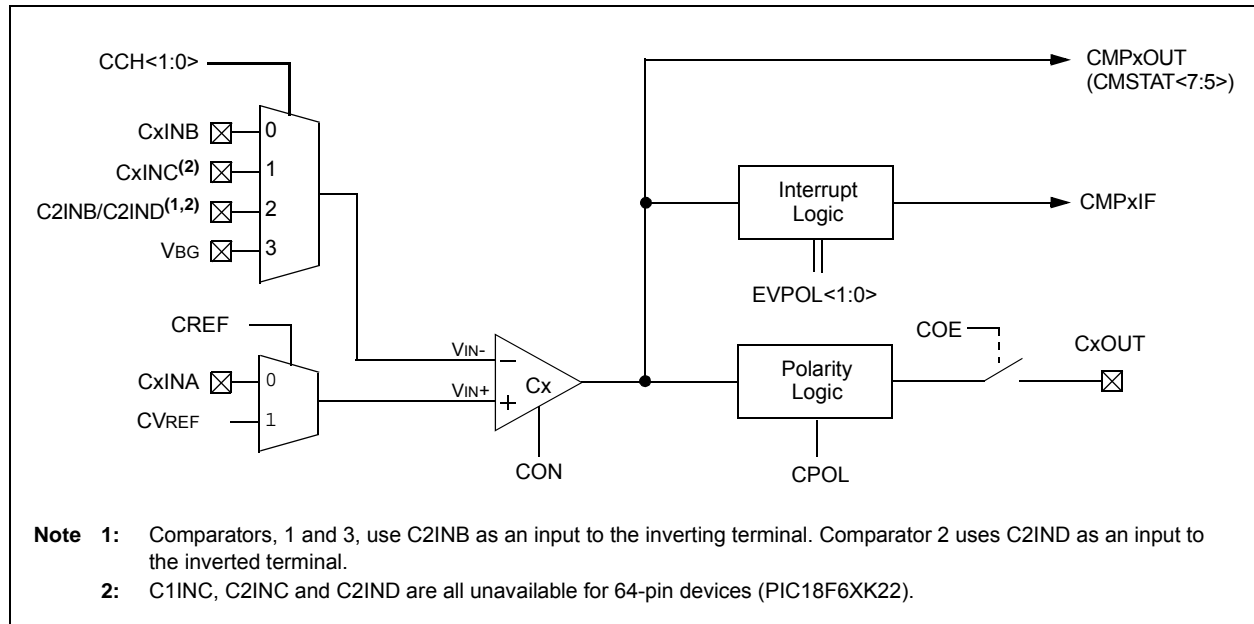 CCH<1:0>
CMPxOUT
(CMSTAT<7:5>)
CxINB
0
CxINC(2)
1
C2INB/C2IND(1,2)
2
VBG
3
Interrupt
Logic
CMPxIF
EVPOL<1:0>
CREF
COE
CxOUT
CxINA
0
CVREF
1
VIN-
–
VIN+
+
Cx
Polarity
Logic
CON
CPOL
Note 1: Comparators, 1 and 3, use C2INB as an input to the inverting terminal. Comparator 2 uses C2IND as an input to
the inverted terminal.
2: C1INC, C2INC and C2IND are all unavailable for 64-pin devices (PIC18F6XK22).